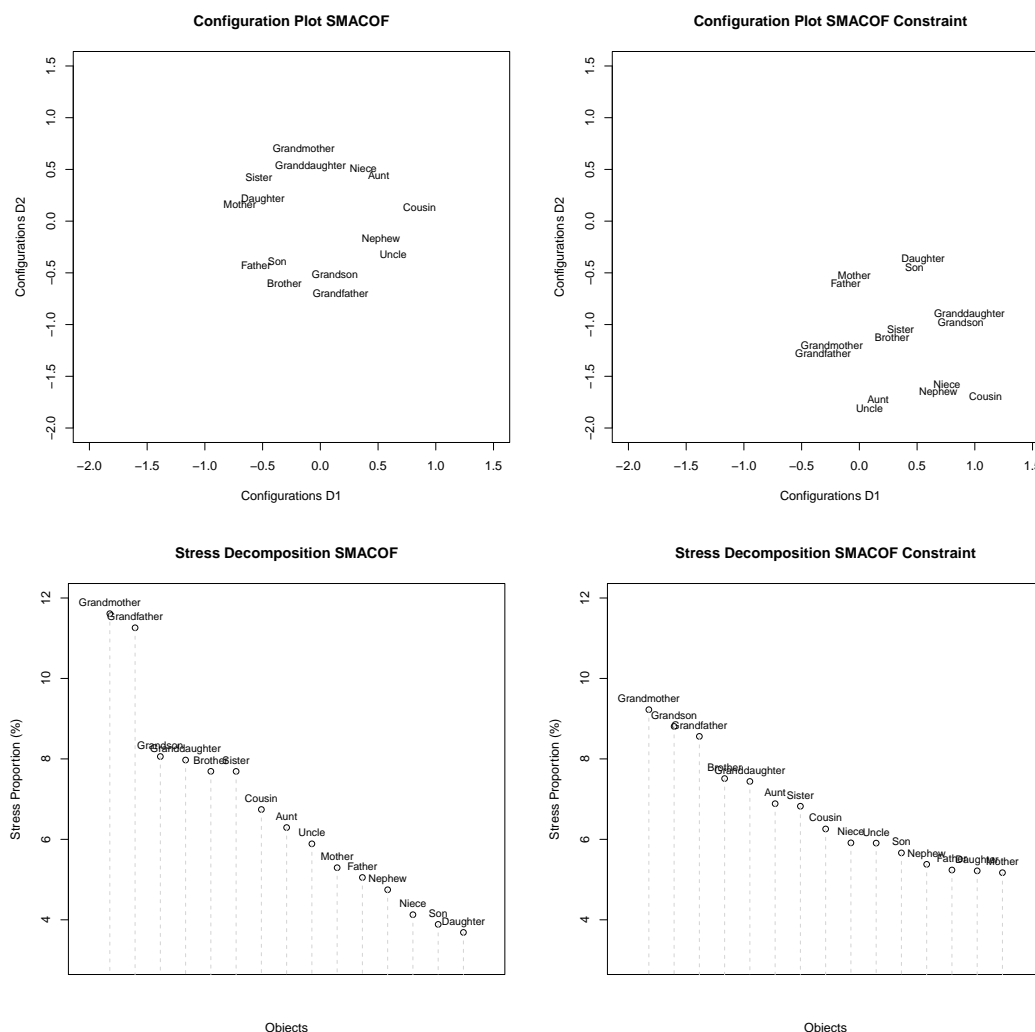 Configuration Plot SMACOF
Configurations D2
1.5
1.0
0.5
0.0
−0.5
−1.0
−1.5
−2.0
Grandmother
Granddaughter
Niece
Sister
Aunt
Daughter
Mother
Cousin
Nephew
Uncle
Son
Father
Grandson
Brother
Grandfather
−2.0 −1.5 −1.0 −0.5 0.0 0.5 1.0 1.5
Configurations D1
Configuration Plot SMACOF Constraint
Configurations D2
1.5
1.0
0.5
0.0
−0.5
−1.0
−1.5
−2.0
Daughter
Son
Mother
Father
Granddaughter
Grandson
Sister
Brother
Grandmother
Grandfather
Niece
Nephew
Cousin
Aunt
Uncle
−2.0 −1.5 −1.0 −0.5 0.0 0.5 1.0 1.5
Configurations D1
Stress Decomposition SMACOF
Stress Proportion (%)
12
10
8
6
4
Grandmother
Grandfather
Grandson
Granddaughter
Brother
Sister
Cousin
Aunt
Uncle
Mother
Father
Nephew
Niece
Son
Daughter
Objects
Stress Decomposition SMACOF Constraint
Stress Proportion (%)
12
10
8
6
4
Grandmother
Grandson
Grandfather
Brother
Granddaughter
Aunt
Sister
Cousin
Niece
Uncle
Son
Nephew
Father
Daughter
Mother
Objects